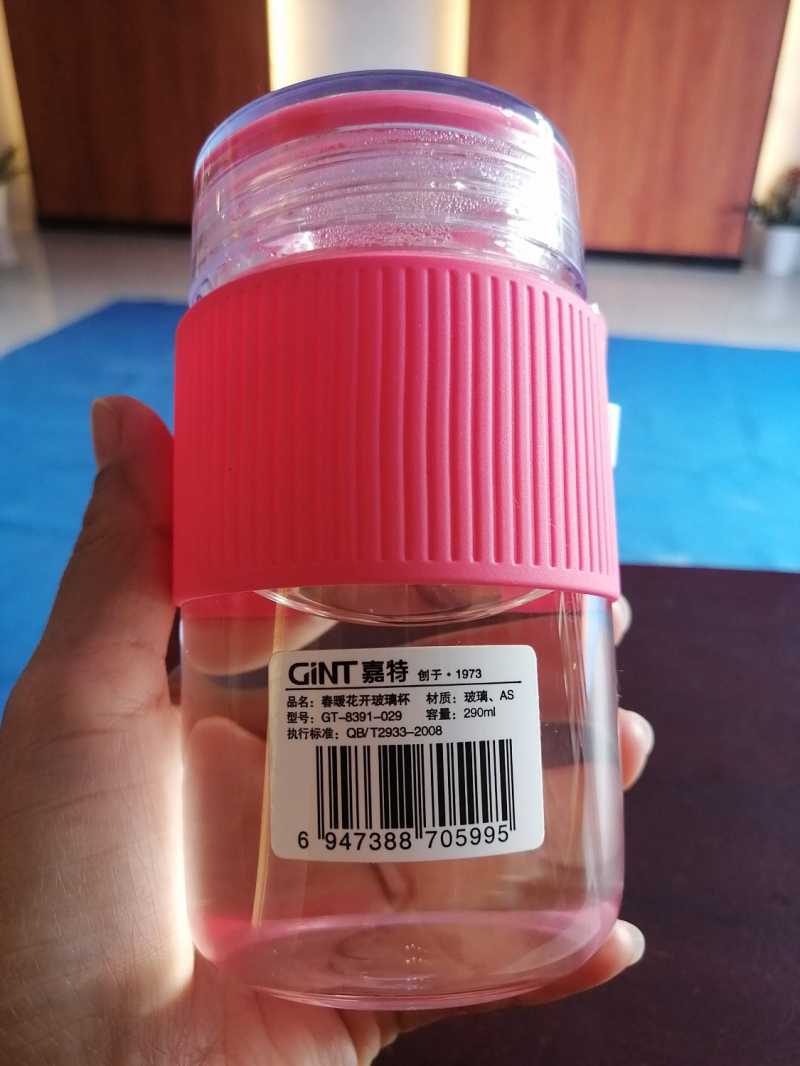 GiNT 嘉特 创于·1973
品名：春暖花开玻璃杯 材质：玻璃、AS
型号：GT-8391-029 容量：290ml
执行标准：QB/T2933-2008
6 947388 705995